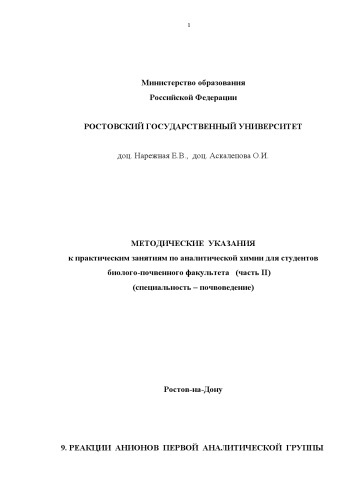 1
Министерство образования
Российской Федерации
РОСТОВСКИЙ ГОСУДАРСТВЕННЫЙ УНИВЕРСИТЕТ
доц. Нарежная Е.В., доц. Аскалепова О.И.
МЕТОДИЧЕСКИЕ УКАЗАНИЯ
к практическим занятиям по аналитической химии для студентов
биолого-почвенного факультета (часть II)
(специальность – почвоведение)
Ростов-на-Дону
9. РЕАКЦИИ АНИОНОВ ПЕРВОЙ АНАЛИТИЧЕСКОЙ ГРУППЫ